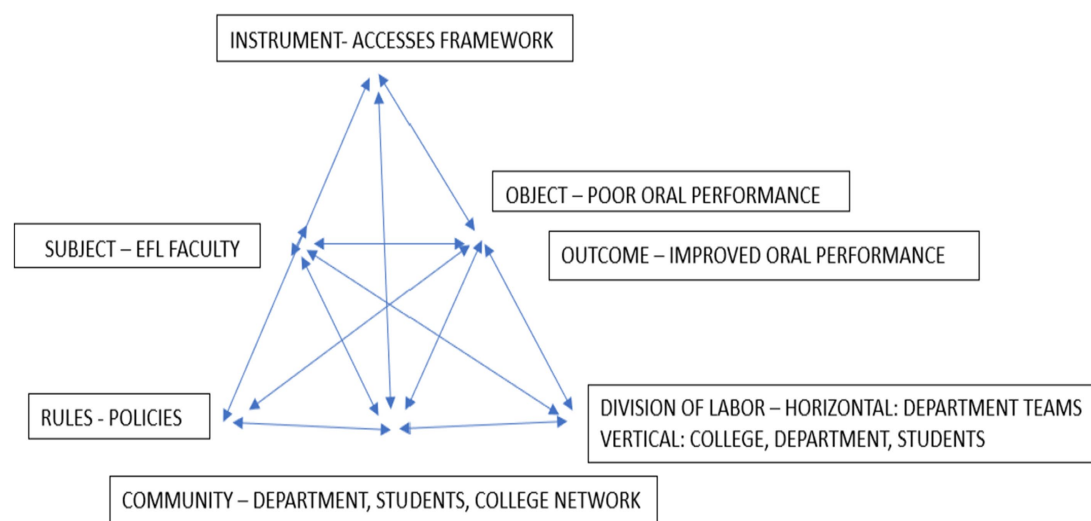 INSTRUMENT- ACCESSES FRAMEWORK
OBJECT – POOR ORAL PERFORMANCE
SUBJECT – EFL FACULTY
OUTCOME – IMPROVED ORAL PERFORMANCE
RULES - POLICIES
DIVISION OF LABOR – HORIZONTAL: DEPARTMENT TEAMS
VERTICAL: COLLEGE, DEPARTMENT, STUDENTS
COMMUNITY – DEPARTMENT, STUDENTS, COLLEGE NETWORK